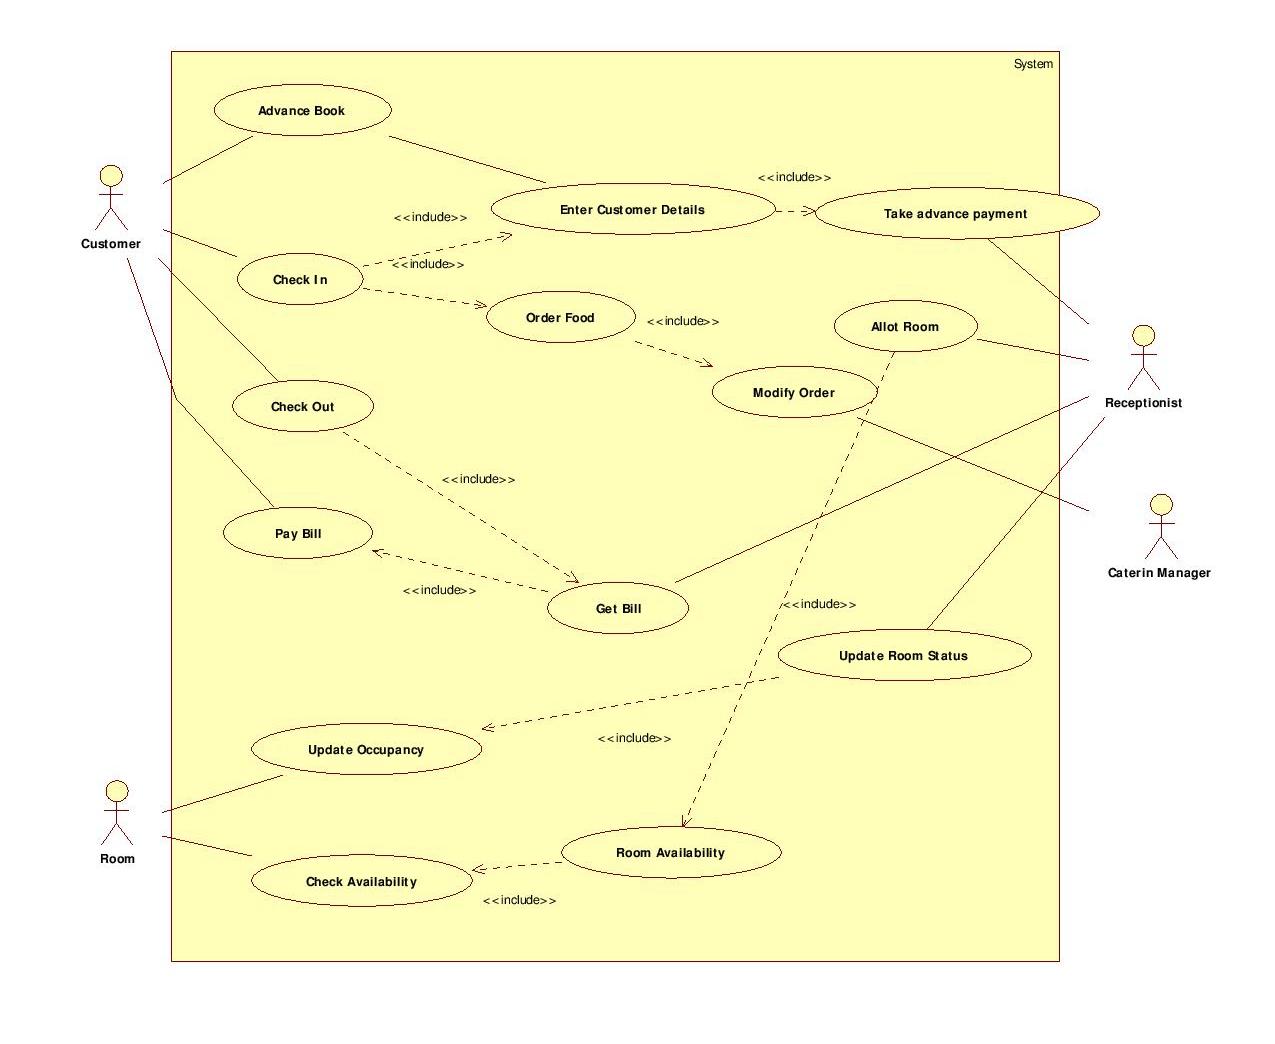 System
Advance Book
<<include>>
Enter Customer Details
Take advance payment
<<include>>
Customer
<<include>>
Check In
Order Food
<<include>>
Allot Room
Modify Order
Receptionist
Check Out
<<include>>
Pay Bill
Caterin Manager
<<include>>
Get Bill
<<include>>
Update Room Status
<<include>>
Update Occupancy
Room Availability
Room
Check Availability
<<include>>